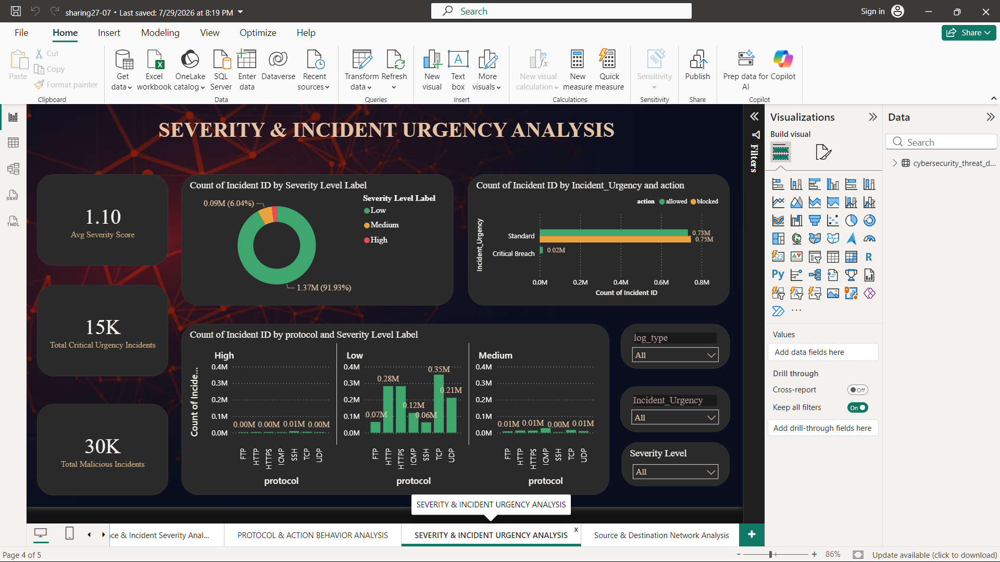 sharing27-07 • Last saved: 7/29/2026 at 8:19 PM
Search
Sign in
File Home Insert Modeling View Optimize Help
Share
Paste
Cut
Copy
Format painter
Clipboard
Get data
Excel workbook
OneLake catalog
SQL Server
Enter data
Dataverse
Recent sources
Data
Transform data
Refresh
Queries
New visual
Text box
More visuals
Insert
New visual calculation
New measure
Quick measure
Calculations
Sensitivity
Sensitivity
Publish
Share
Prep data for AI
Copilot
Copilot
DAX
TMDL
SEVERITY & INCIDENT URGENCY ANALYSIS
1.10
Avg Severity Score
15K
Total Critical Urgency Incidents
30K
Total Malicious Incidents
Count of Incident ID by Severity Level Label
0.09M (6.04%)
1.37M (91.93%)
Severity Level Label
Low
Medium
High
Count of Incident ID by Incident_Urgency and action
action allowed blocked
Incident_Urgency
Standard
Critical Breach
0.73M
0.75M
0.02M
0.0M 0.2M 0.4M 0.6M 0.8M
Count of Incident ID
Count of Incident ID by protocol and Severity Level Label
Count of Incide...
High
0.4M
0.3M
0.2M
0.1M
0.0M
0.00M 0.00M 0.01M 0.00M
FTP HTTP HTTPS ICMP SSH TCP UDP
protocol
Low
0.4M
0.3M
0.2M
0.1M
0.0M
0.07M 0.28M 0.12M 0.06M 0.35M 0.21M
FTP HTTP HTTPS ICMP SSH TCP UDP
protocol
Medium
0.4M
0.3M
0.2M
0.1M
0.0M
0.01M 0.01M 0.00M 0.01M
FTP HTTP HTTPS ICMP SSH TCP UDP
protocol
log_type
All
Incident_Urgency
All
Severity Level
All
SEVERITY & INCIDENT URGENCY ANALYSIS
Filters
Visualizations
Build visual
123
R
Py
Values
Add data fields here
Drill through
Cross-report
Off
Keep all filters
On
Add drill-through fields here
Data
Search
cybersecurity_threat_d...
ce & Incident Severity Anal...
PROTOCOL & ACTION BEHAVIOR ANALYSIS
SEVERITY & INCIDENT URGENCY ANALYSIS
x
Source & Destination Network Analysis
+
Page 4 of 5
- + 86%
Update available (click to download)